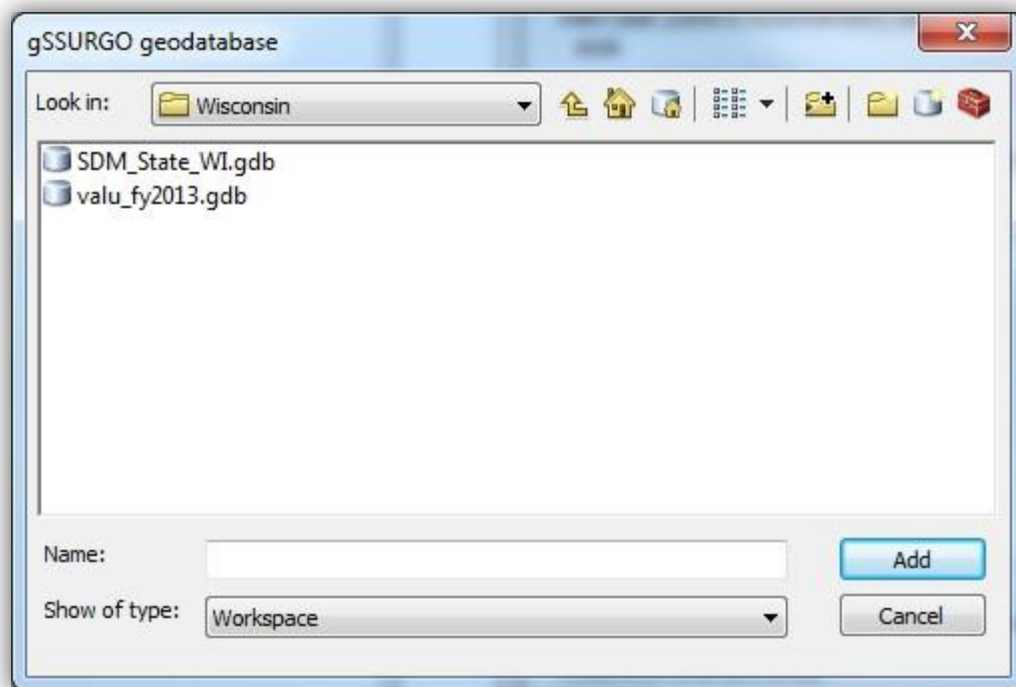 gSSURGO geodatabase
Look in: Wisconsin
SDM_State_WI.gdb
valu_fy2013.gdb
Name:
Add
Show of type: Workspace
Cancel